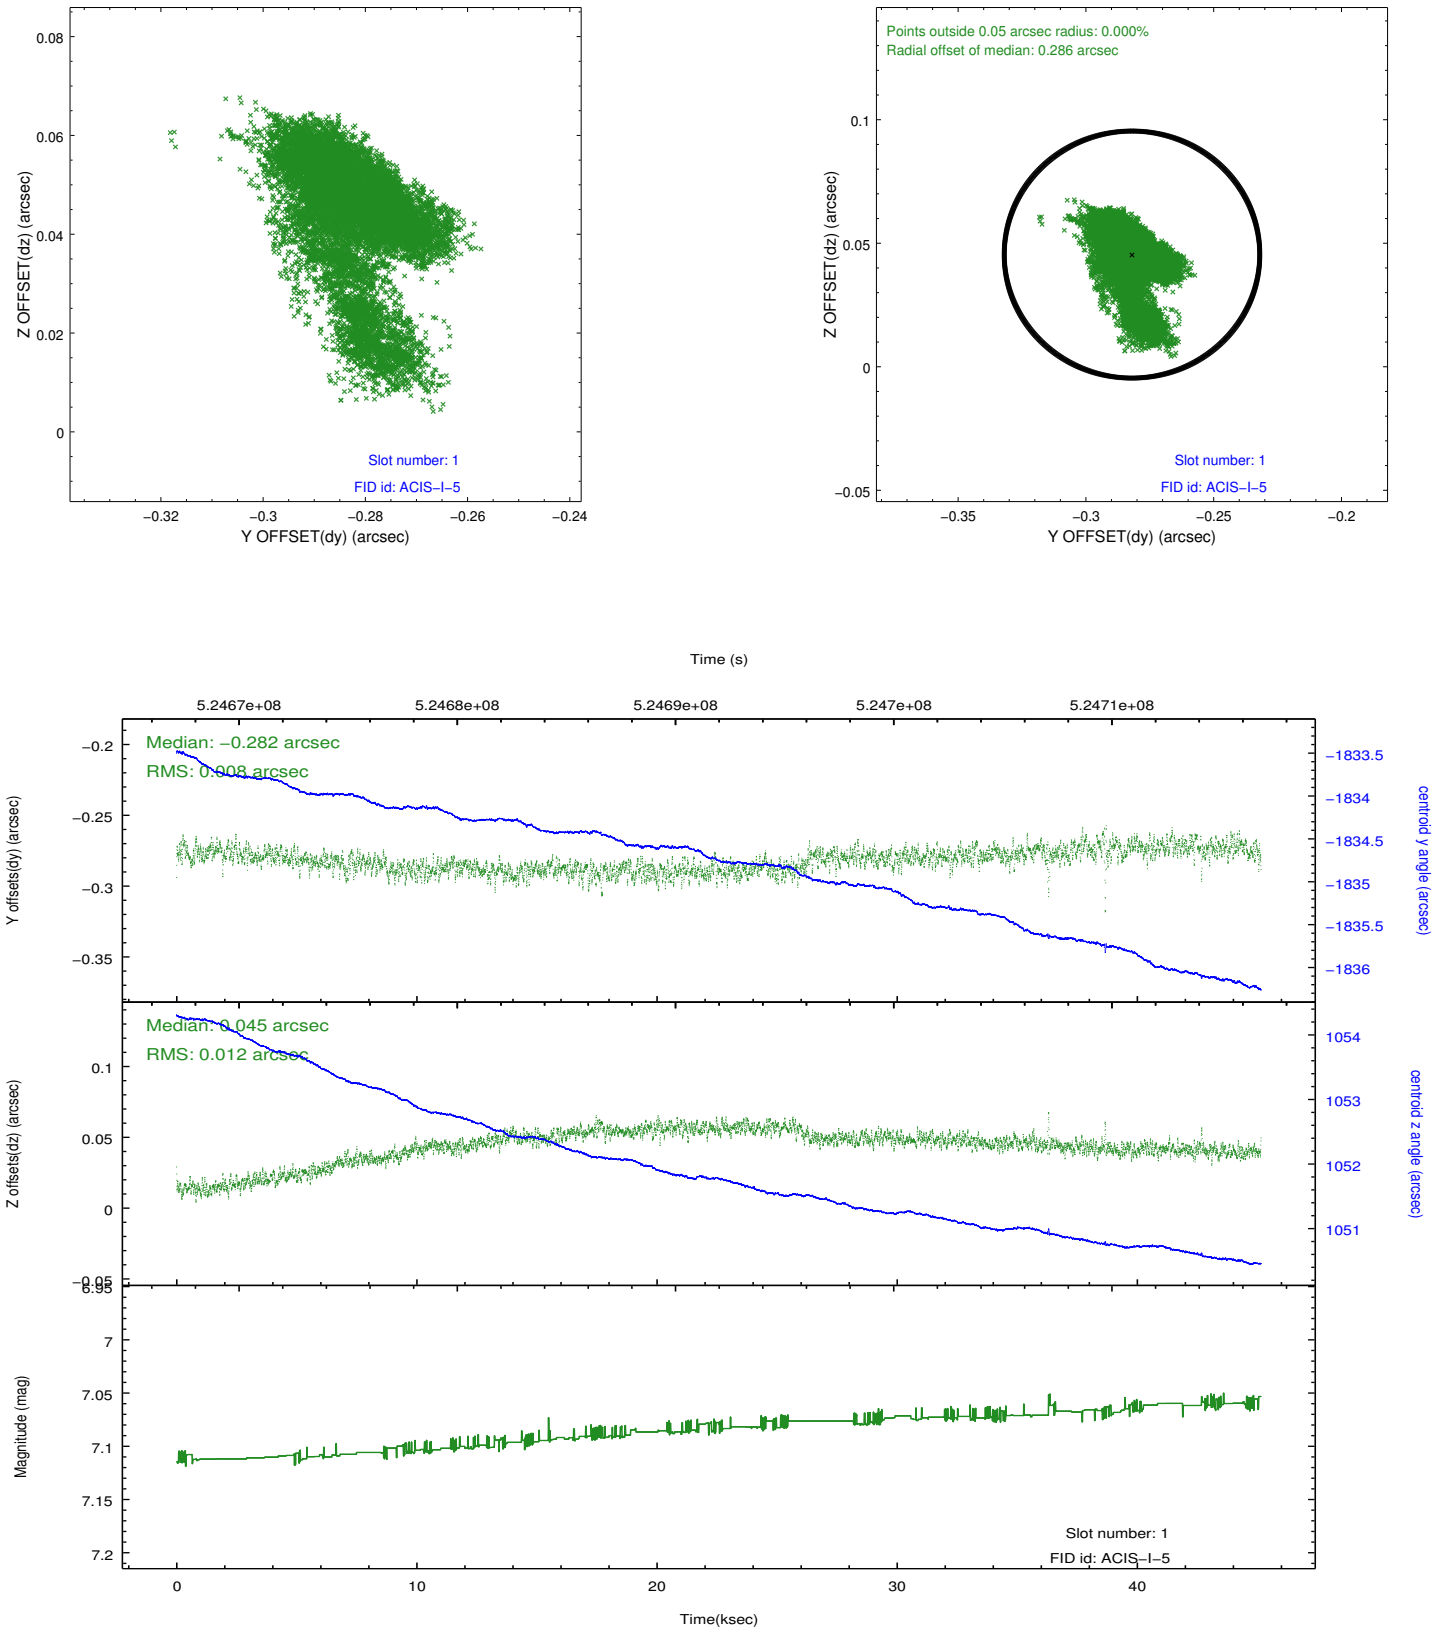 0.08
0.06
0.04
0.02
0
Z OFFSET(dz) (arcsec)
Slot number: 1
FID id: ACIS−I−5
−0.32
−0.3
−0.28
−0.26
−0.24
Y OFFSET(dy) (arcsec)
Points outside 0.05 arcsec radius: 0.000%
Radial offset of median: 0.286 arcsec
0.1
0.05
0
−0.05
Z OFFSET(dz) (arcsec)
Slot number: 1
FID id: ACIS−I−5
−0.35
−0.3
−0.25
−0.2
Y OFFSET(dy) (arcsec)
Time (s)
5.2467e+08
5.2468e+08
5.2469e+08
5.247e+08
5.2471e+08
Median: −0.282 arcsec
RMS: 0.008 arcsec
−0.2
−0.25
−0.3
−0.35
Y offsets(dy) (arcsec)
−1833.5
−1834
−1834.5
−1835
−1835.5
−1836
centroid y angle (arcsec)
Median: 0.045 arcsec
RMS: 0.012 arcsec
0.1
0.05
0
−0.05
Z offsets(dz) (arcsec)
1054
1053
1052
1051
centroid z angle (arcsec)
6.95
7
7.05
7.1
7.15
7.2
Magnitude (mag)
Slot number: 1
FID id: ACIS−I−5
0
10
20
30
40
Time(ksec)